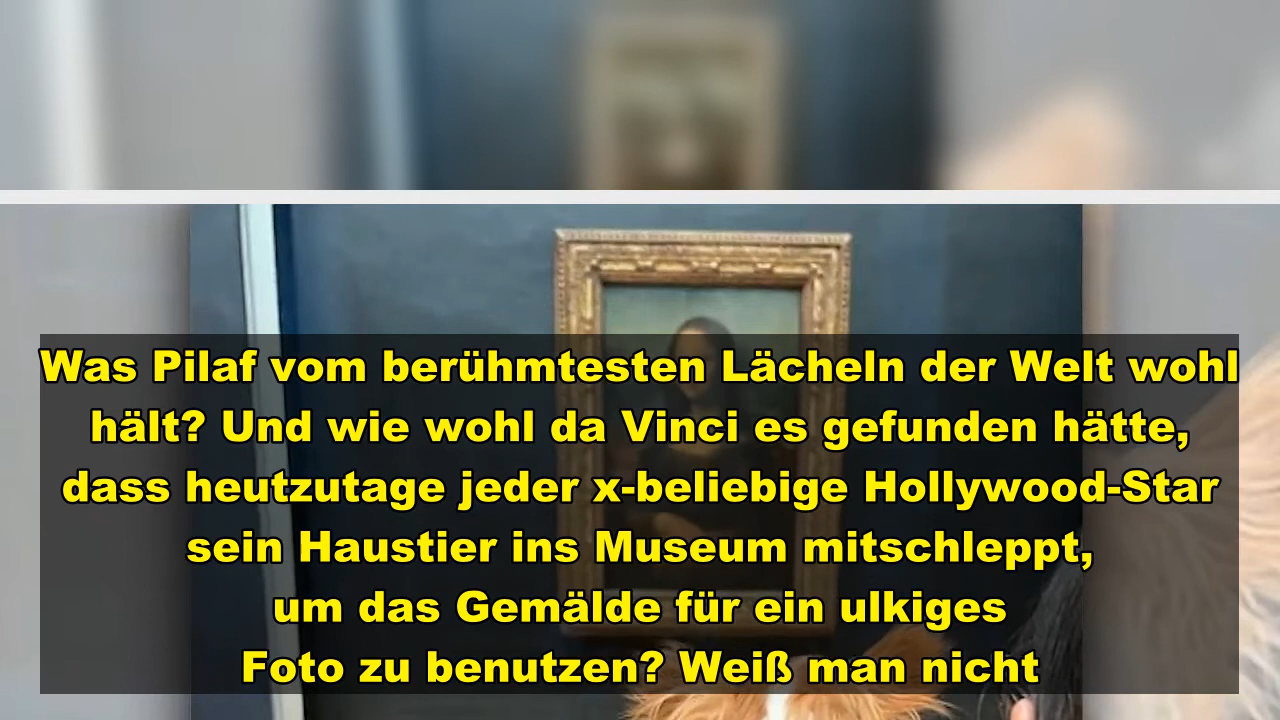 Was Pilaf vom berühmtesten Lächeln der Welt wohl
hält? Und wie wohl da Vinci es gefunden hätte,
dass heutzutage jeder x-beliebige Hollywood-Star
sein Haustier ins Museum mitschleppt,
um das Gemälde für ein ulkiges
Foto zu benutzen? Weiß man nicht